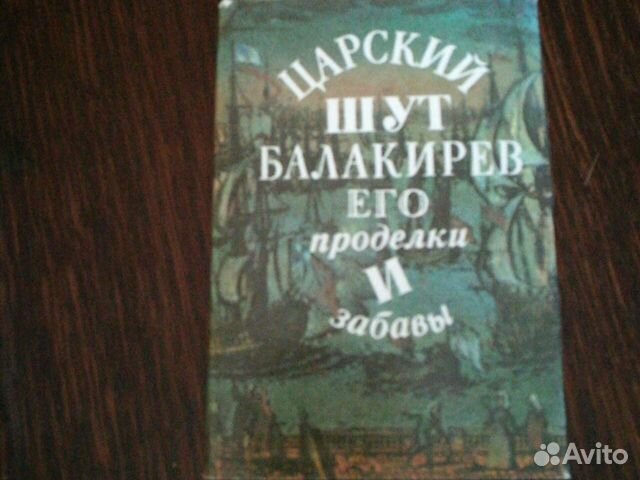 ЦАРСКИЙ
ШУТ
БАЛАКИРЕВ
ЕГО
проделки
И
забавы
Avito